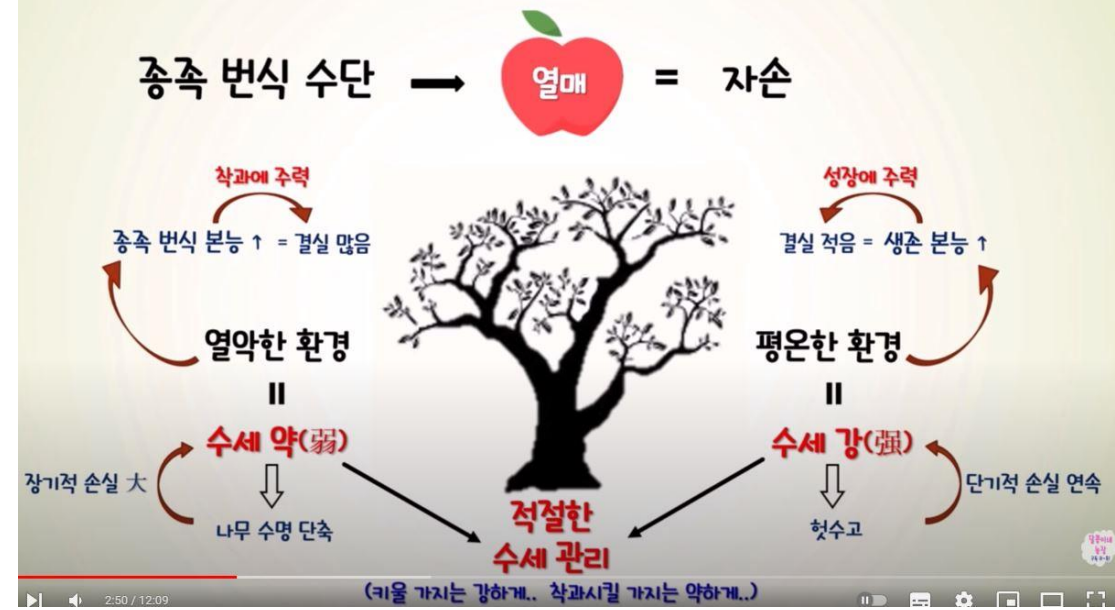 종족 번식 수단 → 열매 = 자손
착과에 주력
성장에 주력
종족 번식 본능 ↑ = 결실 많음
결실 적음 = 생존 본능 ↑
열악한 환경
평온한 환경
=
=
수세 약(弱)
수세 강(强)
장기적 손실 大
단기적 손실 연속
나무 수명 단축
헛수고
적절한
수세 관리
(키울 가지는 강하게.. 착과시킬 가지는 약하게..)
2:50 / 12:09